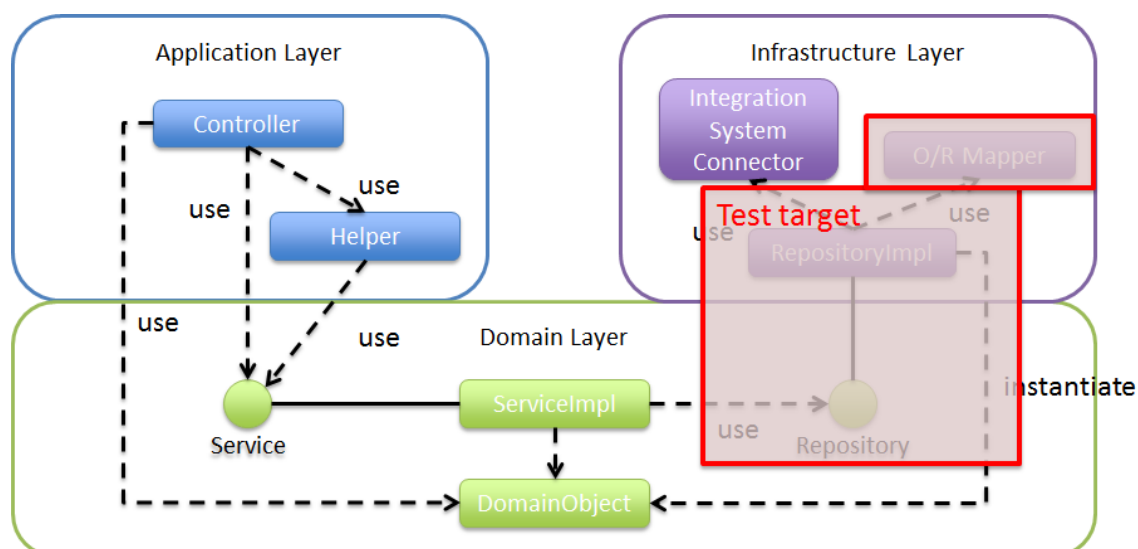 Application Layer
Infrastructure Layer
Controller
Integration
System
Connector
O/R Mapper
use
use
Test target
use
use
Helper
RepositoryImpl
use
use
Domain Layer
instantiate
ServiceImpl
use
Service
Repository
DomainObject